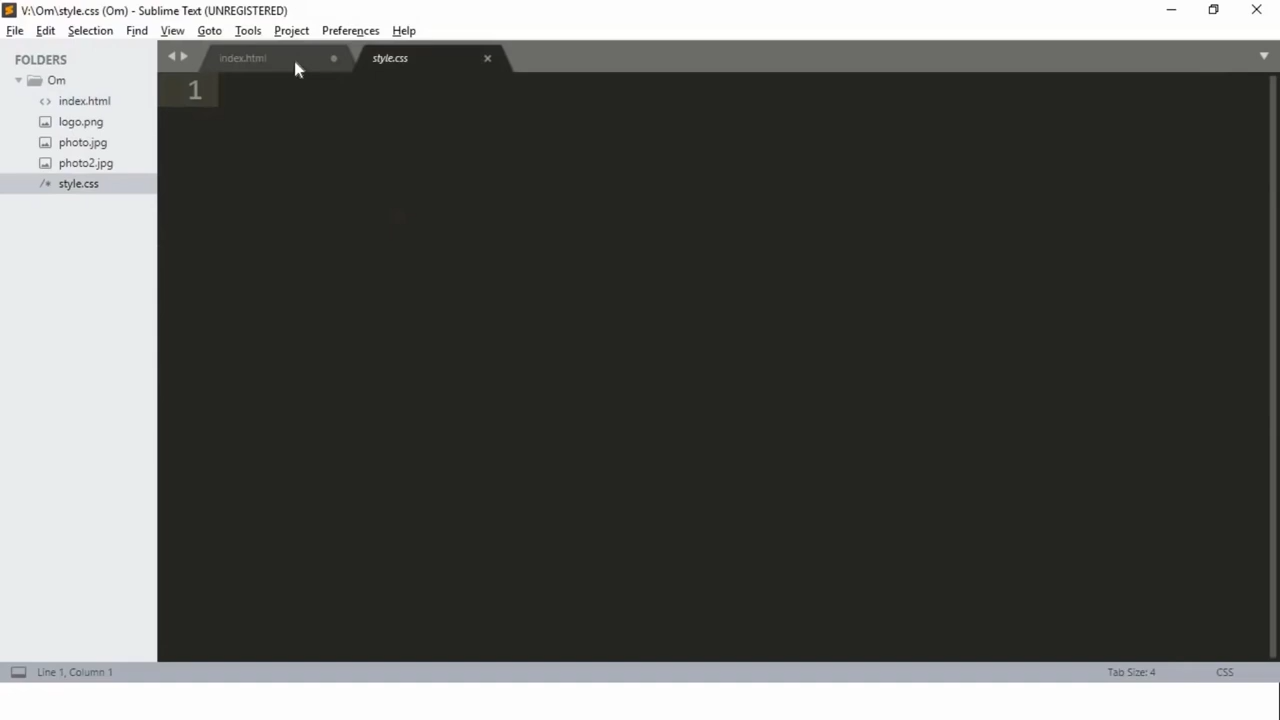 V:\Om\style.css (Om) - Sublime Text (UNREGISTERED)
File Edit Selection Find View Goto Tools Project Preferences Help
FOLDERS
Om
index.html
logo.png
photo.jpg
photo2.jpg
style.css
index.html
style.css
1
Line 1, Column 1
Tab Size: 4
CSS